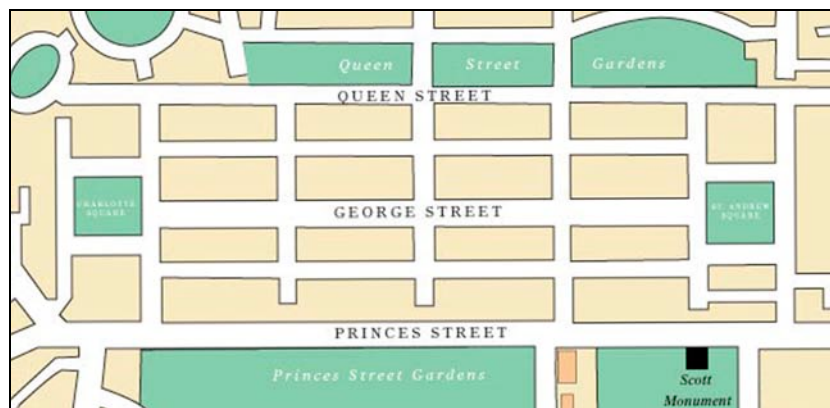 Queen Street Gardens
QUEEN STREET
CHARLOTTE
SQUARE
ST. ANDREW
SQUARE
GEORGE STREET
PRINCES STREET
Princes Street Gardens
Scott
Monument